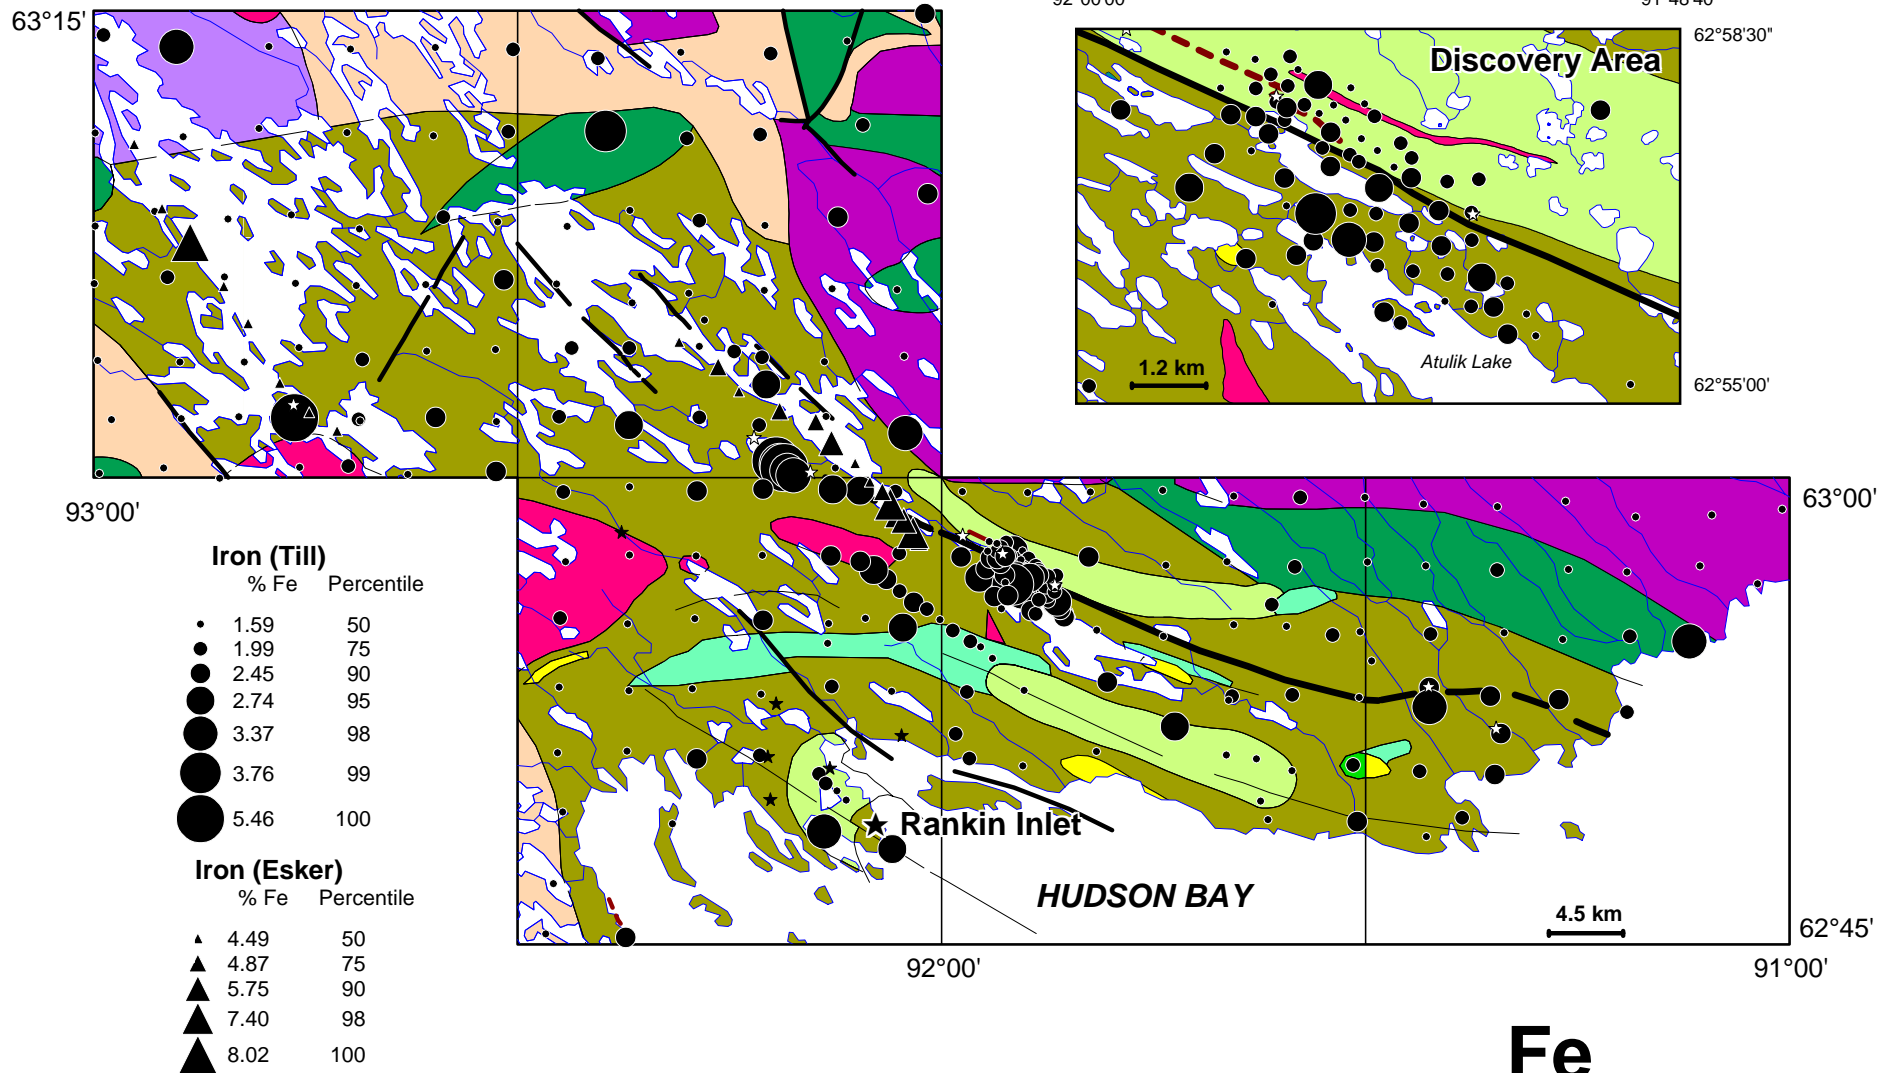 63°15'
62°58'30"
Discovery Area
1.2 km
Atulik Lake
62°55'00'
93°00'
63°00'
Iron (Till)
% Fe Percentile
1.59 50
1.99 75
2.45 90
2.74 95
3.37 98
3.76 99
5.46 100
Iron (Esker)
% Fe Percentile
4.49 50
4.87 75
5.75 90
7.40 98
8.02 100
Rankin Inlet
HUDSON BAY
4.5 km
62°45'
92°00'
91°00'
Fe